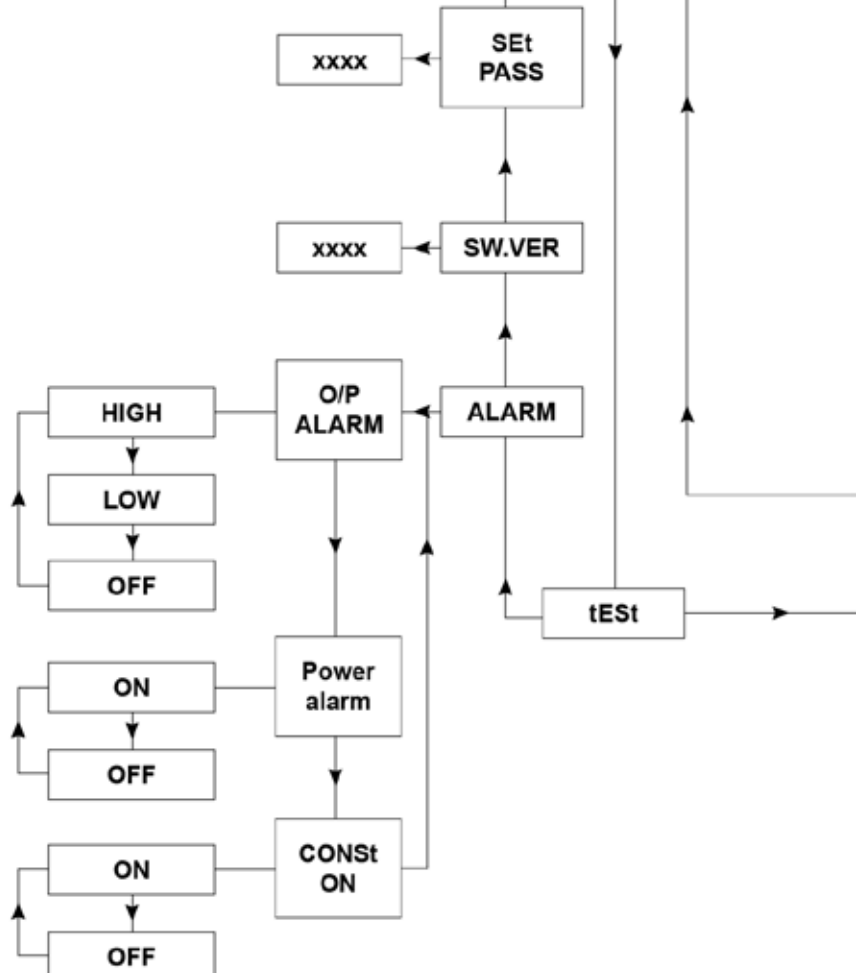 SEt
PASS
xxxx
xxxx
SW.VER
O/P
ALARM
ALARM
HIGH
LOW
OFF
tESt
Power
alarm
ON
OFF
CONSt
ON
ON
OFF